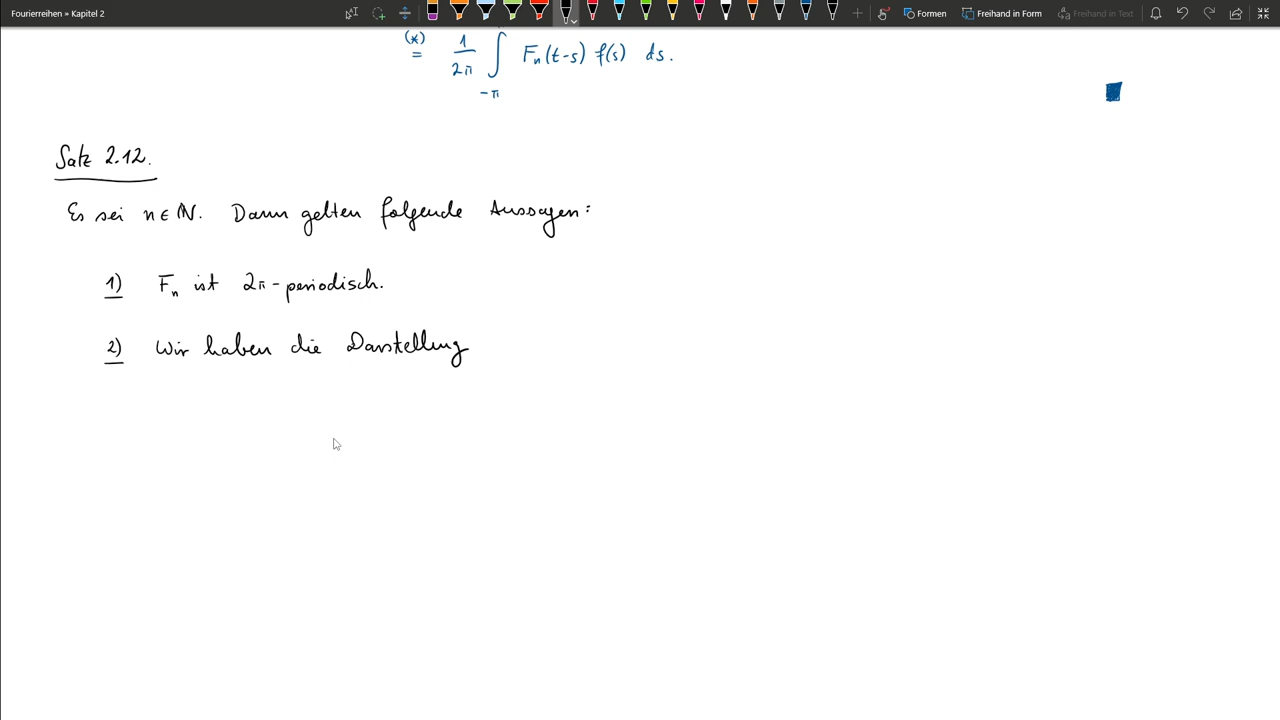 Fourierreihen » Kapitel 2
Formen
Freihand in Form
Freihand in Text
(*) = 1/2π ∫_{-π} F_n(t-s) f(s) ds.
Satz 2.12.
Es sei n∈ℕ. Dann gelten folgende Aussagen:
1) F_n ist 2π-periodisch.
2) Wir haben die Darstellung